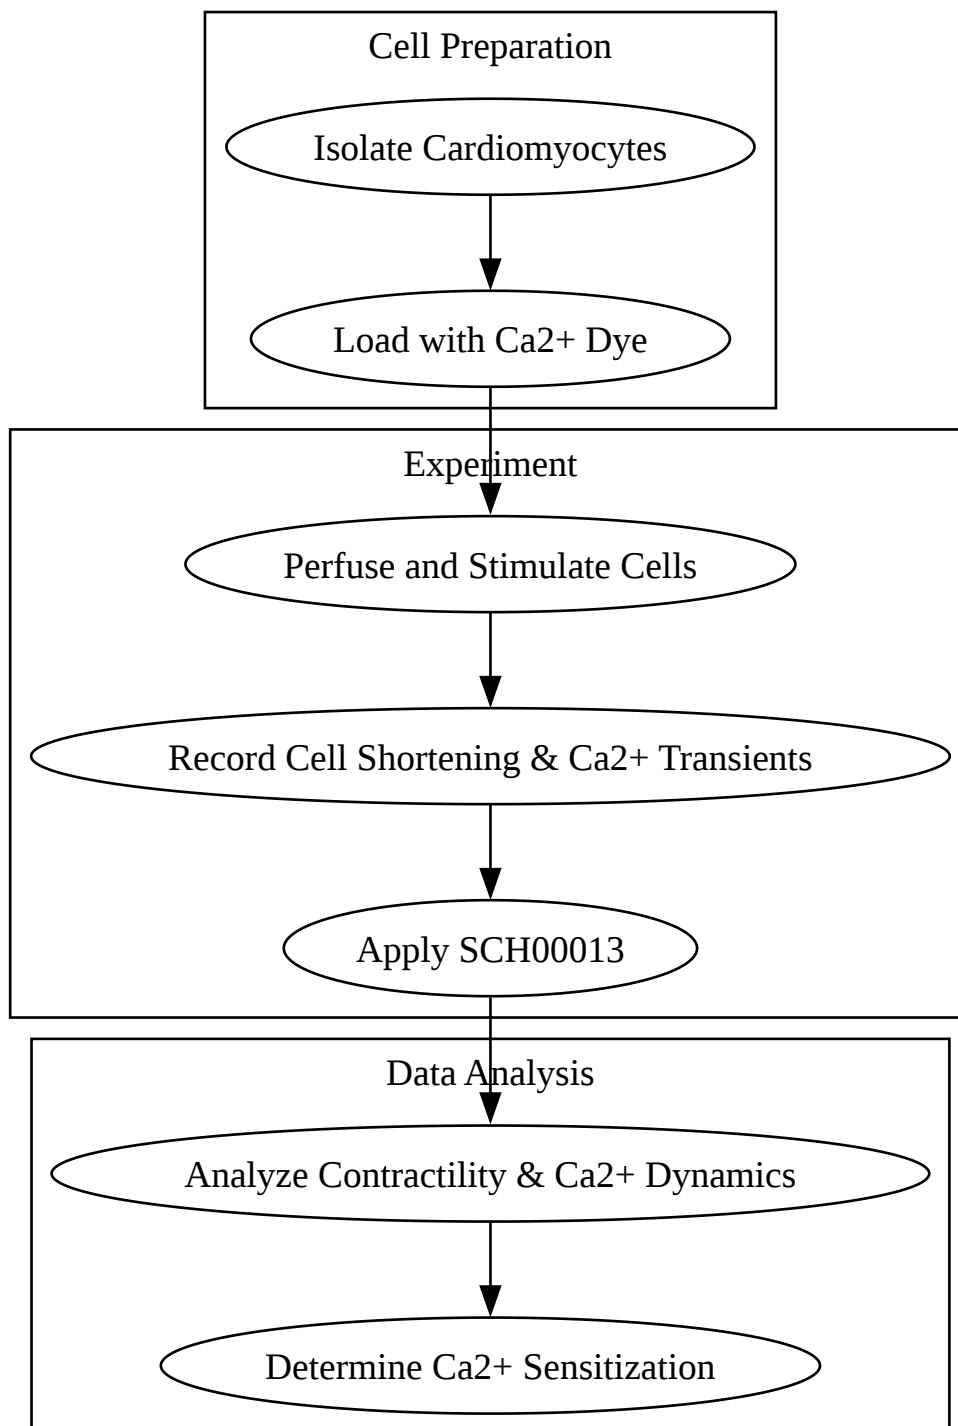 Cell Preparation
Isolate Cardiomyocytes
Load with Ca2+ Dye
Experiment
Perfuse and Stimulate Cells
Record Cell Shortening & Ca2+ Transients
Apply SCH00013
Data Analysis
Analyze Contractility & Ca2+ Dynamics
Determine Ca2+ Sensitization